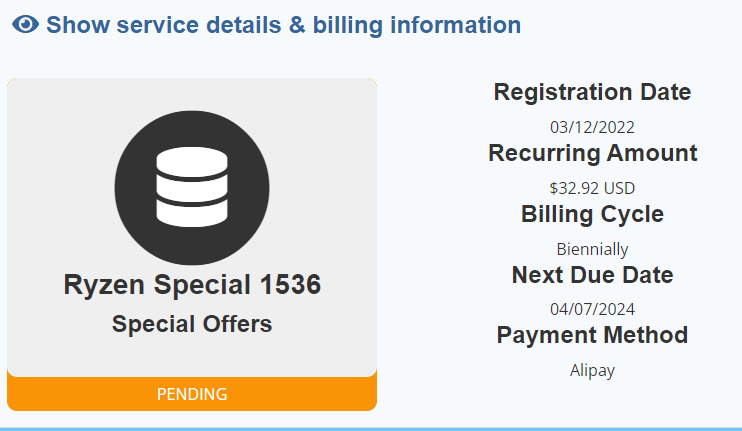 Show service details & billing information
Ryzen Special 1536
Special Offers
PENDING
Registration Date
03/12/2022
Recurring Amount
$32.92 USD
Billing Cycle
Biennially
Next Due Date
04/07/2024
Payment Method
Alipay